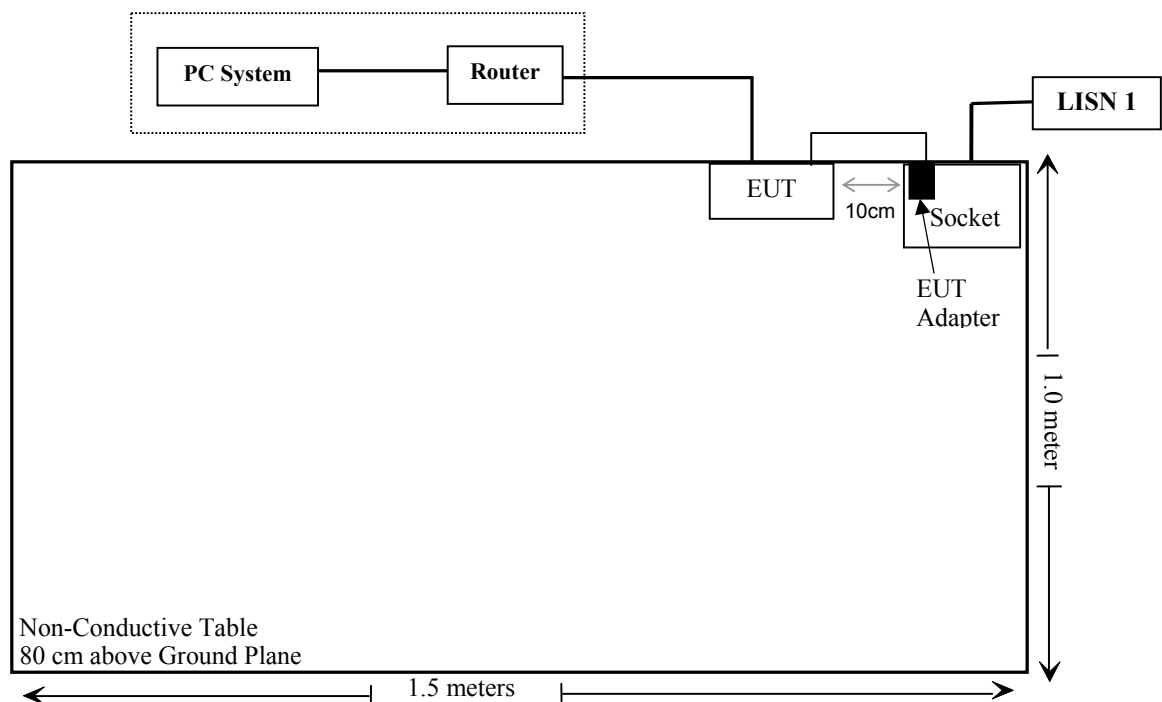 PC System
Router
LISN 1
EUT
10cm
Socket
EUT
Adapter
1.0 meter
Non-Conductive Table
80 cm above Ground Plane
1.5 meters